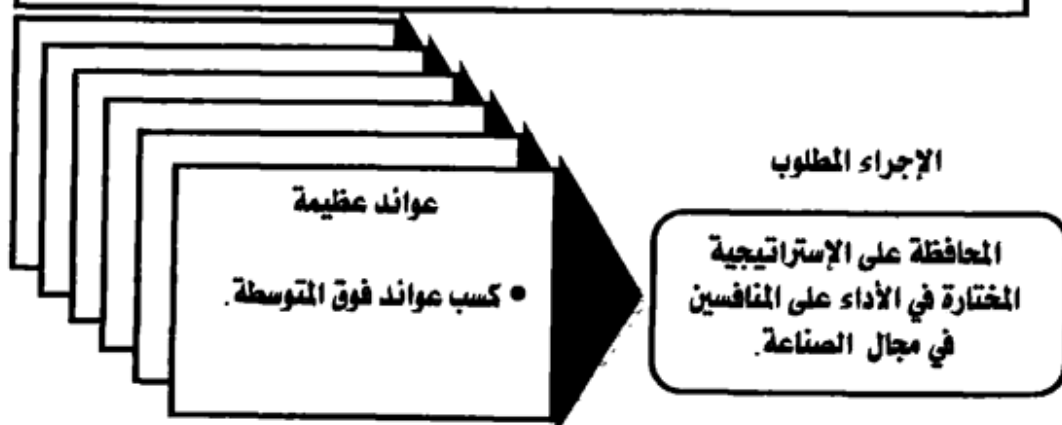 الإجراء المطلوب
عوائد عظيمة
• كسب عوائد فوق المتوسطة.
المحافظة على الإستراتيجية
المختارة في الأداء على المنافسين
في مجال الصناعة.